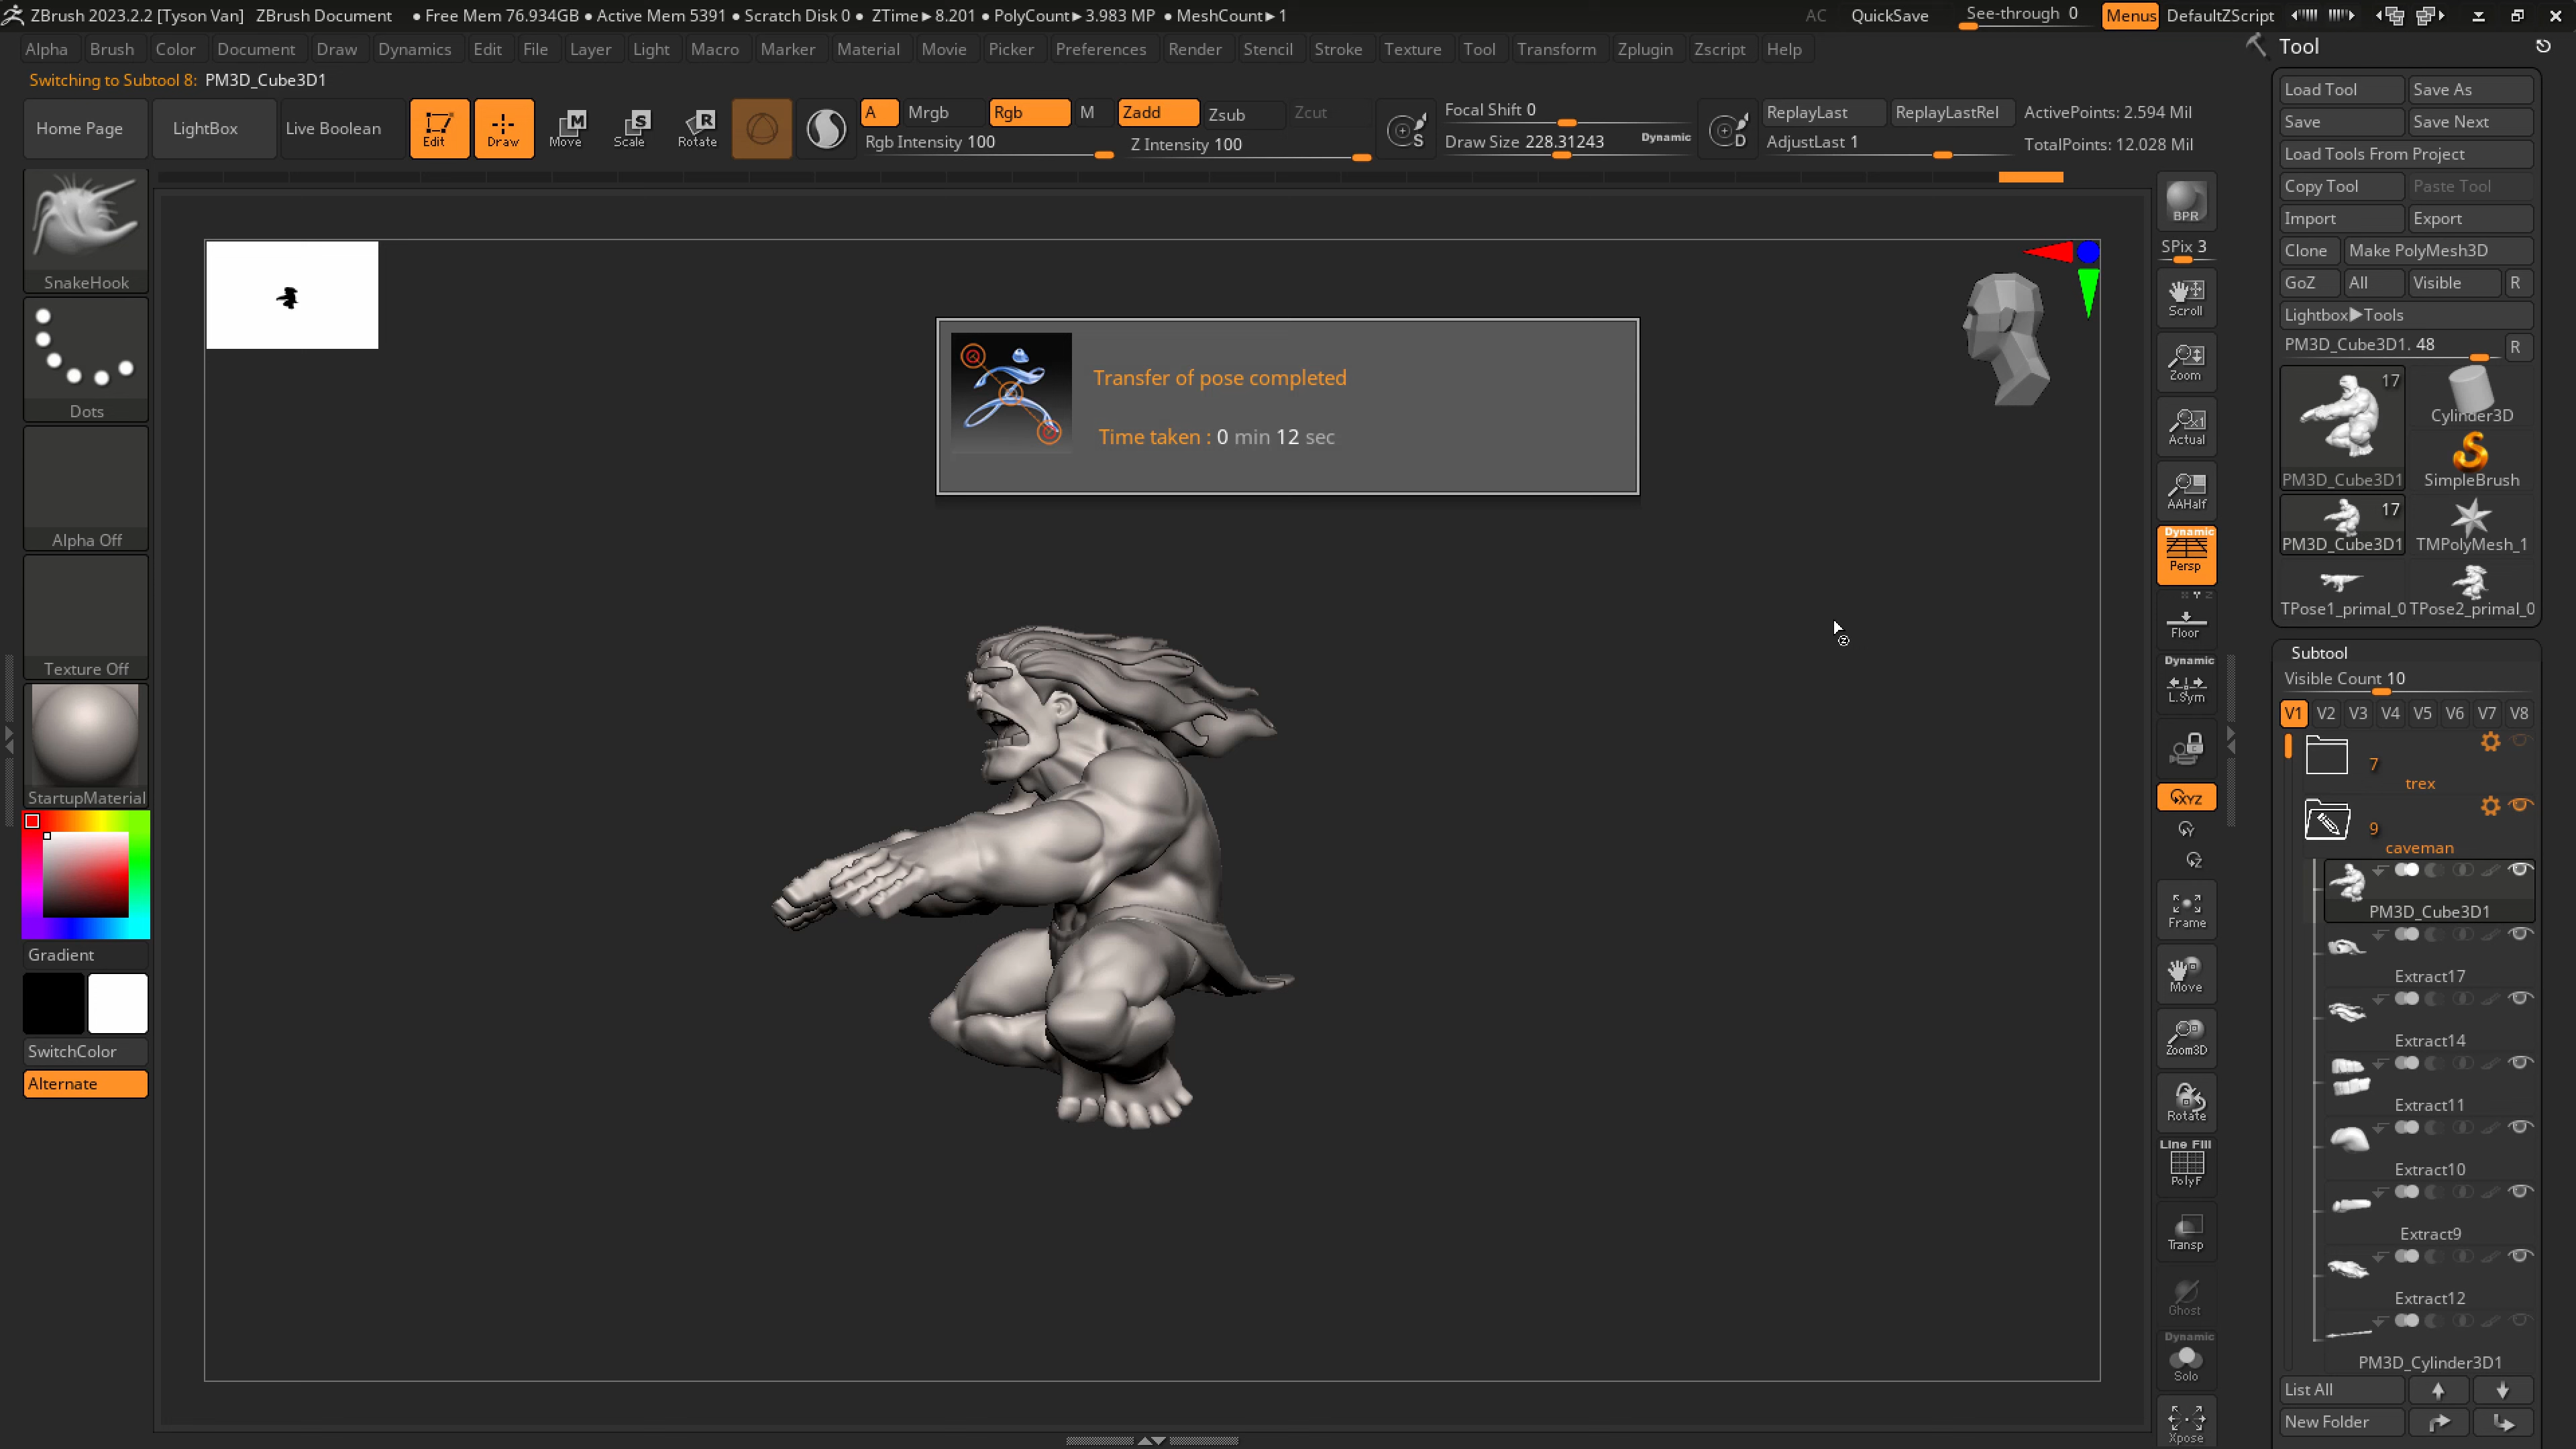 ZBrush 2023.2.2 [Tyson Van] ZBrush Document ● Free Mem 76.934GB ● Active Mem 5391 ● Scratch Disk 0 ● ZTime►8.201 ● PolyCount►3.983 MP ● MeshCount►1 AC QuickSave See-through 0 Menus DefaultZScript
Alpha Brush Color Document Draw Dynamics Edit File Layer Light Macro Marker Material Movie Picker Preferences Render Stencil Stroke Texture Tool Transform Zplugin Zscript Help
Tool
Switching to Subtool 8: PM3D_Cube3D1
Home Page LightBox Live Boolean Edit Draw Move Scale Rotate
M S R
A Mrgb Rgb M Zadd Zsub Zcut
Rgb Intensity 100 Z Intensity 100
S
Focal Shift 0
Draw Size 228.31243 Dynamic
D
ReplayLast ReplayLastRel ActivePoints: 2.594 Mil
AdjustLast 1 TotalPoints: 12.028 Mil
Load Tool Save As
Save Save Next
Load Tools From Project
Copy Tool Paste Tool
Import Export
Clone Make PolyMesh3D
GoZ All Visible R
Lightbox►Tools
PM3D_Cube3D1. 48 R
17
PM3D_Cube3D1
Cylinder3D
SimpleBrush
17
PM3D_Cube3D1 TMPolyMesh_1
TPose1_primal_0 TPose2_primal_0
Subtool
Visible Count 10
V1 V2 V3 V4 V5 V6 V7 V8
7
trex
9
caveman
PM3D_Cube3D1
Extract17
Extract14
Extract11
Extract10
Extract9
Extract12
PM3D_Cylinder3D1
List All
New Folder
SnakeHook
Dots
Alpha Off
Texture Off
StartupMaterial
Gradient
SwitchColor
Alternate
Transfer of pose completed
Time taken : 0 min 12 sec
BPR
SPix 3
Scroll
Zoom
Actual
AAHalf
Dynamic
Persp
Floor
Dynamic
L.Sym
XYZ
Y
Z
Frame
Move
Zoom3D
Rotate
Line Fill
PolyF
Transp
Ghost
Dynamic
Solo
Xpose